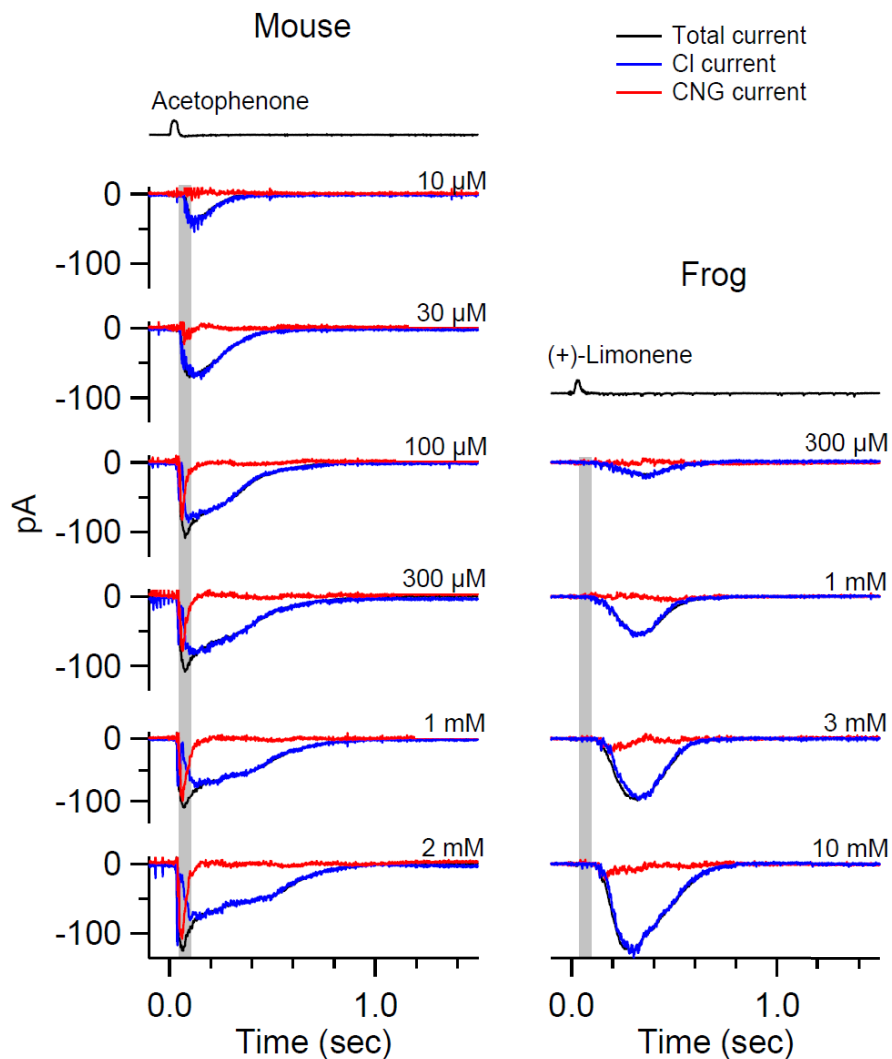 Mouse
Total current
Cl current
CNG current
Acetophenone
10 µM
0
-100
30 µM
0
-100
100 µM
0
-100
300 µM
0
-100
1 mM
0
-100
2 mM
0
-100
pA
0.0
1.0
Time (sec)
Frog
(+)-Limonene
300 µM
1 mM
3 mM
10 mM
0.0
1.0
Time (sec)